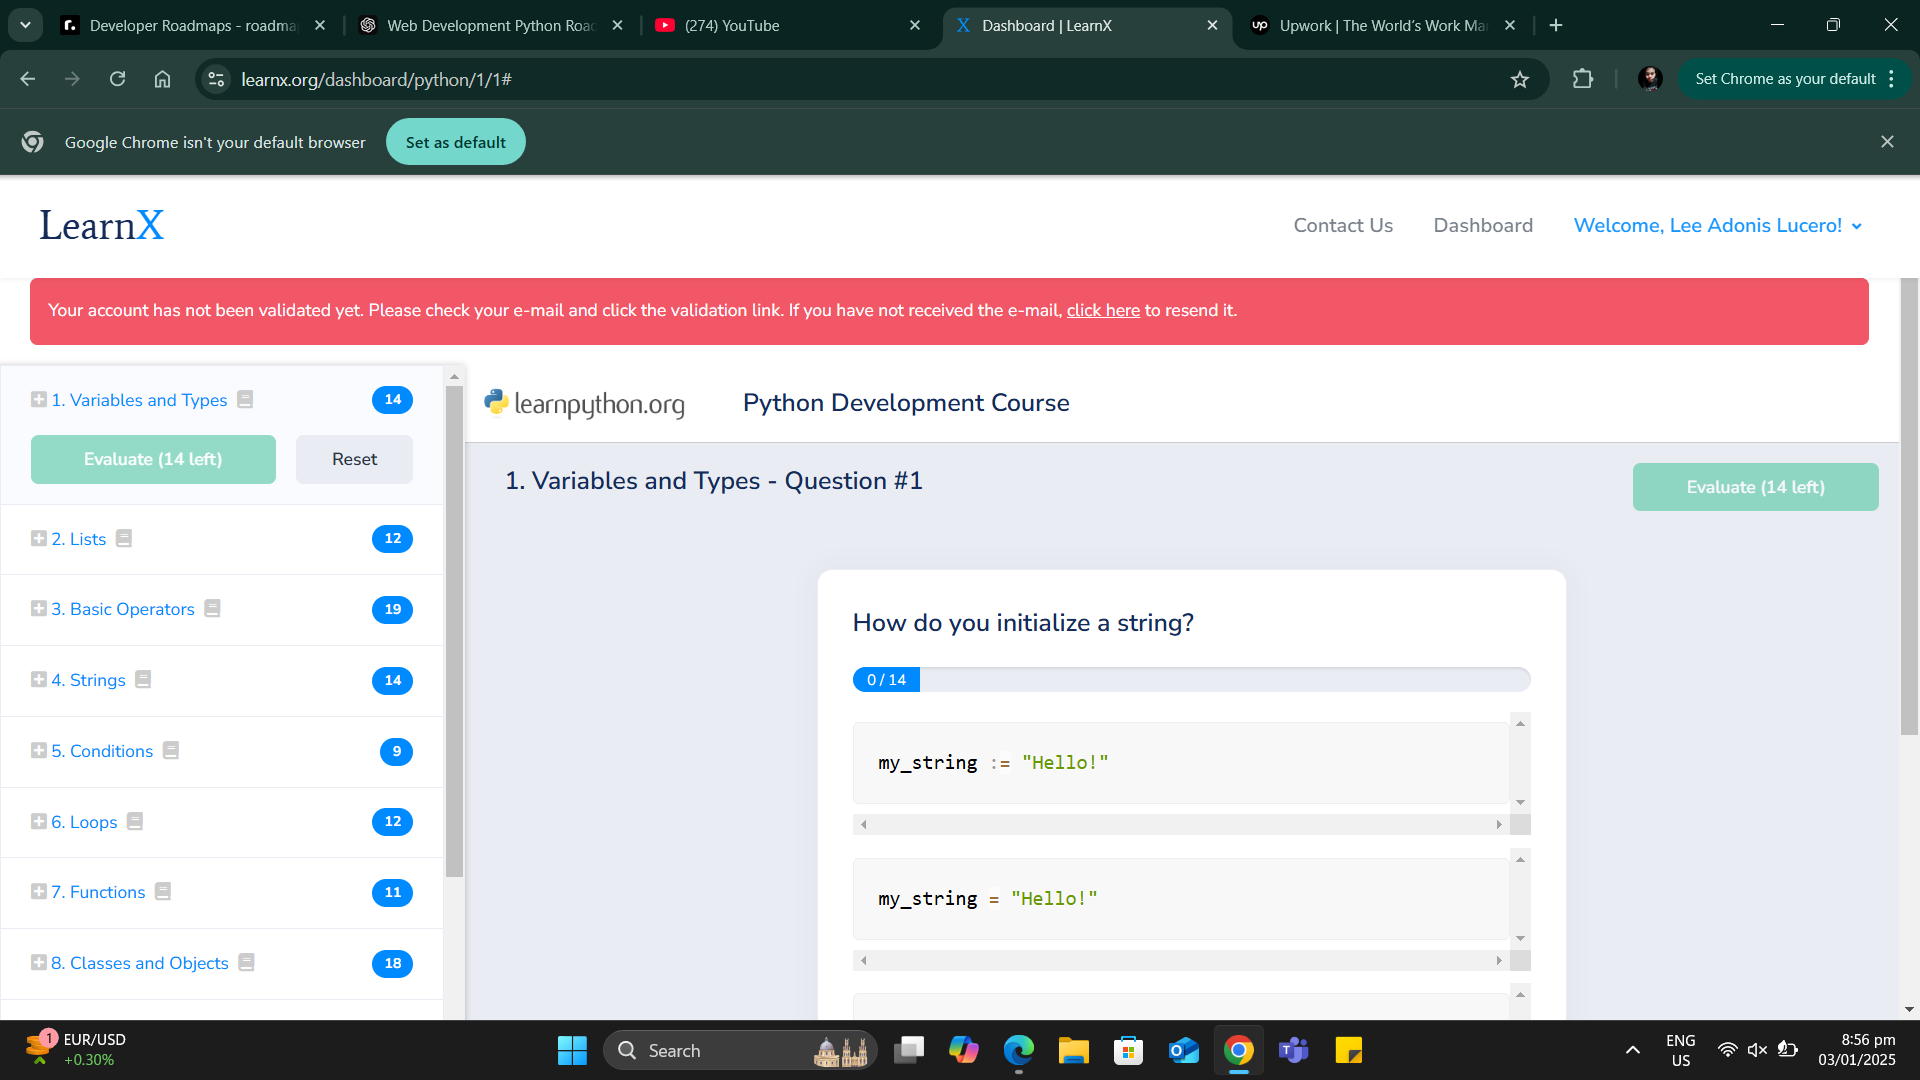 Developer Roadmaps - roadma
Web Development Python Road
(274) YouTube
Dashboard | LearnX
up Upwork | The World's Work Ma
learnx.org/dashboard/python/1/1#
Set Chrome as your default
Google Chrome isn't your default browser
Set as default
LearnX
Contact Us
Dashboard
Welcome, Lee Adonis Lucero!
Your account has not been validated yet. Please check your e-mail and click the validation link. If you have not received the e-mail, click here to resend it.
1. Variables and Types
14
Evaluate (14 left)
Reset
2. Lists
12
3. Basic Operators
19
4. Strings
14
5. Conditions
9
6. Loops
12
7. Functions
11
8. Classes and Objects
18
learnpython.org
Python Development Course
1. Variables and Types - Question #1
Evaluate (14 left)
How do you initialize a string?
0 / 14
my_string := "Hello!"
my_string = "Hello!"
1
EUR/USD
+0.30%
Search
ENG
US
8:56 pm
03/01/2025